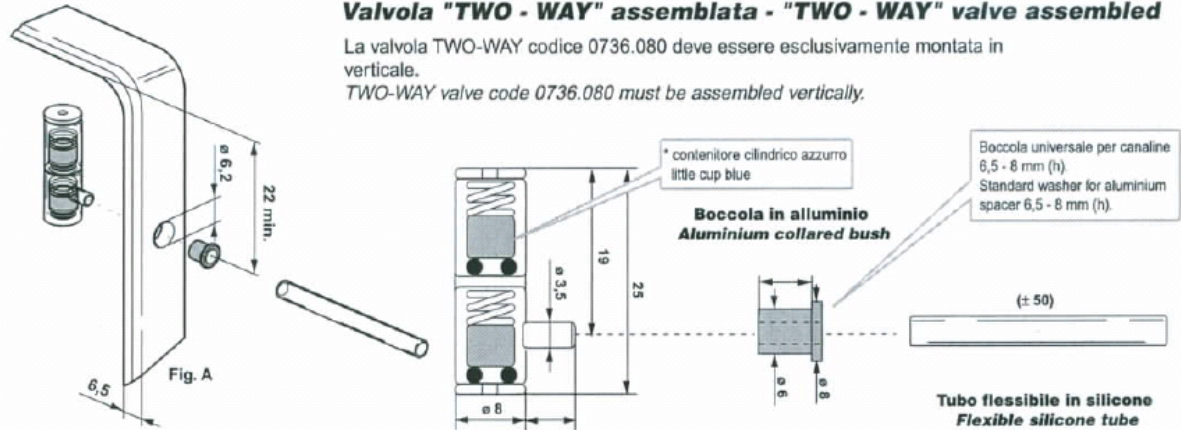 Valvola "TWO - WAY" assemblata - "TWO - WAY" valve assembled
La valvola TWO-WAY codice 0736.080 deve essere esclusivamente montata in
verticale.
TWO-WAY valve code 0736.080 must be assembled vertically.
ø 6,2
22 min.
6,5
Fig. A
* contenitore cilindrico azzurro
little cup blue
19
25
ø 3,5
ø 8
Boccola in alluminio
Aluminium collared bush
ø 6
ø 8
Boccola universale per canaline
6,5 - 8 mm (h).
Standard washer for aluminium
spacer 6,5 - 8 mm (h).
(± 50)
Tubo flessibile in silicone
Flexible silicone tube